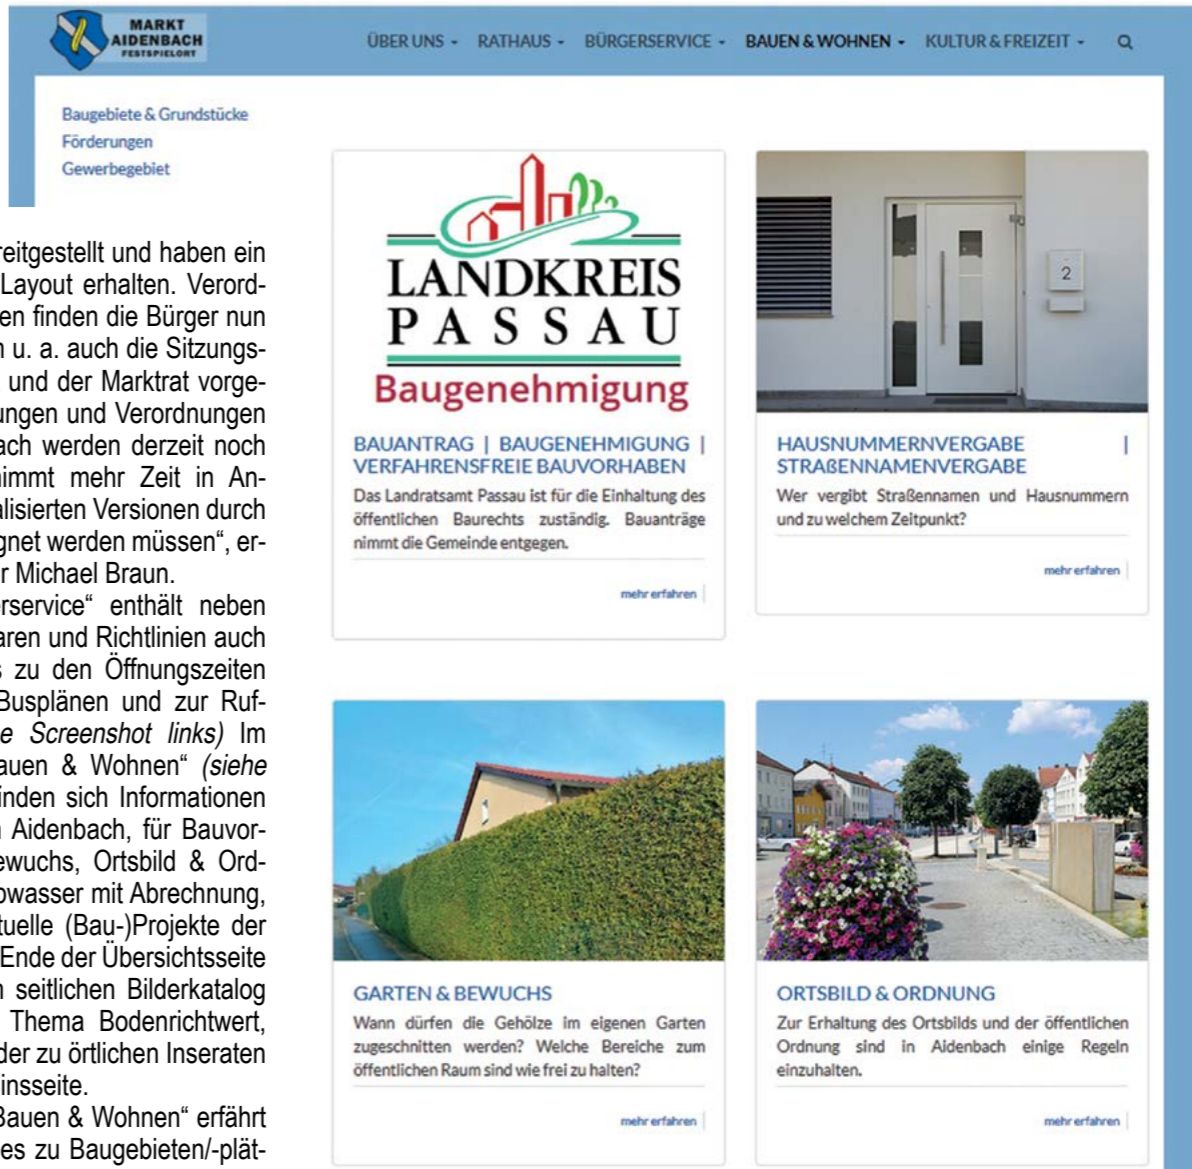 MARKT
AIDENBACH
FESTSPIELORT
ÜBER UNS RATHAUS BÜRGERSERVICE BAUEN & WOHNEN KULTUR & FREIZEIT
Baugebiete & Grundstücke
Förderungen
Gewerbegebiet
reitgestellt und haben ein
Layout erhalten. Verord-
en finden die Bürger nun
u. a. auch die Sitzungs-
und der Marktrat vorge-
ungen und Verordnungen
ach werden derzeit noch
nimmt mehr Zeit in An-
alisierten Versionen durch
gnet werden müssen“, er-
r Michael Braun.
erservice“ enthält neben
aren und Richtlinien auch
s zu den Öffnungszeiten
Busplänen und zur Ruf-
e Screenshot links) Im
auen & Wohnen“ (siehe
inden sich Informationen
n Aidenbach, für Bauvor-
ewuchs, Ortsbild & Ord-
bwasser mit Abrechnung,
tuelle (Bau-)Projekte der
Ende der Übersichtsseite
n seitlichen Bilderkatalog
Thema Bodenrichtwert,
der zu örtlichen Inseraten
insseite.
Bauen & Wohnen“ erfährt
es zu Baugebieten/-plät-
LANDKREIS
PASSAU
Baugenehmigung
BAUANTRAG | BAUGENEHMIGUNG |
VERFAHRENSFREIE BAUVORHABEN
Das Landratsamt Passau ist für die Einhaltung des
öffentlichen Baurechts zuständig. Bauanträge
nimmt die Gemeinde entgegen.
mehr erfahren
2
HAUSNUMMERNVERGABE |
STRAßENNAMENVERGABE
Wer vergibt Straßennamen und Hausnummern
und zu welchem Zeitpunkt?
mehr erfahren
GARTEN & BEWUCHS
Wann dürfen die Gehölze im eigenen Garten
zugeschnitten werden? Welche Bereiche zum
öffentlichen Raum sind wie frei zu halten?
mehr erfahren
ORTSBILD & ORDNUNG
Zur Erhaltung des Ortsbilds und der öffentlichen
Ordnung sind in Aidenbach einige Regeln
einzuhalten.
mehr erfahren